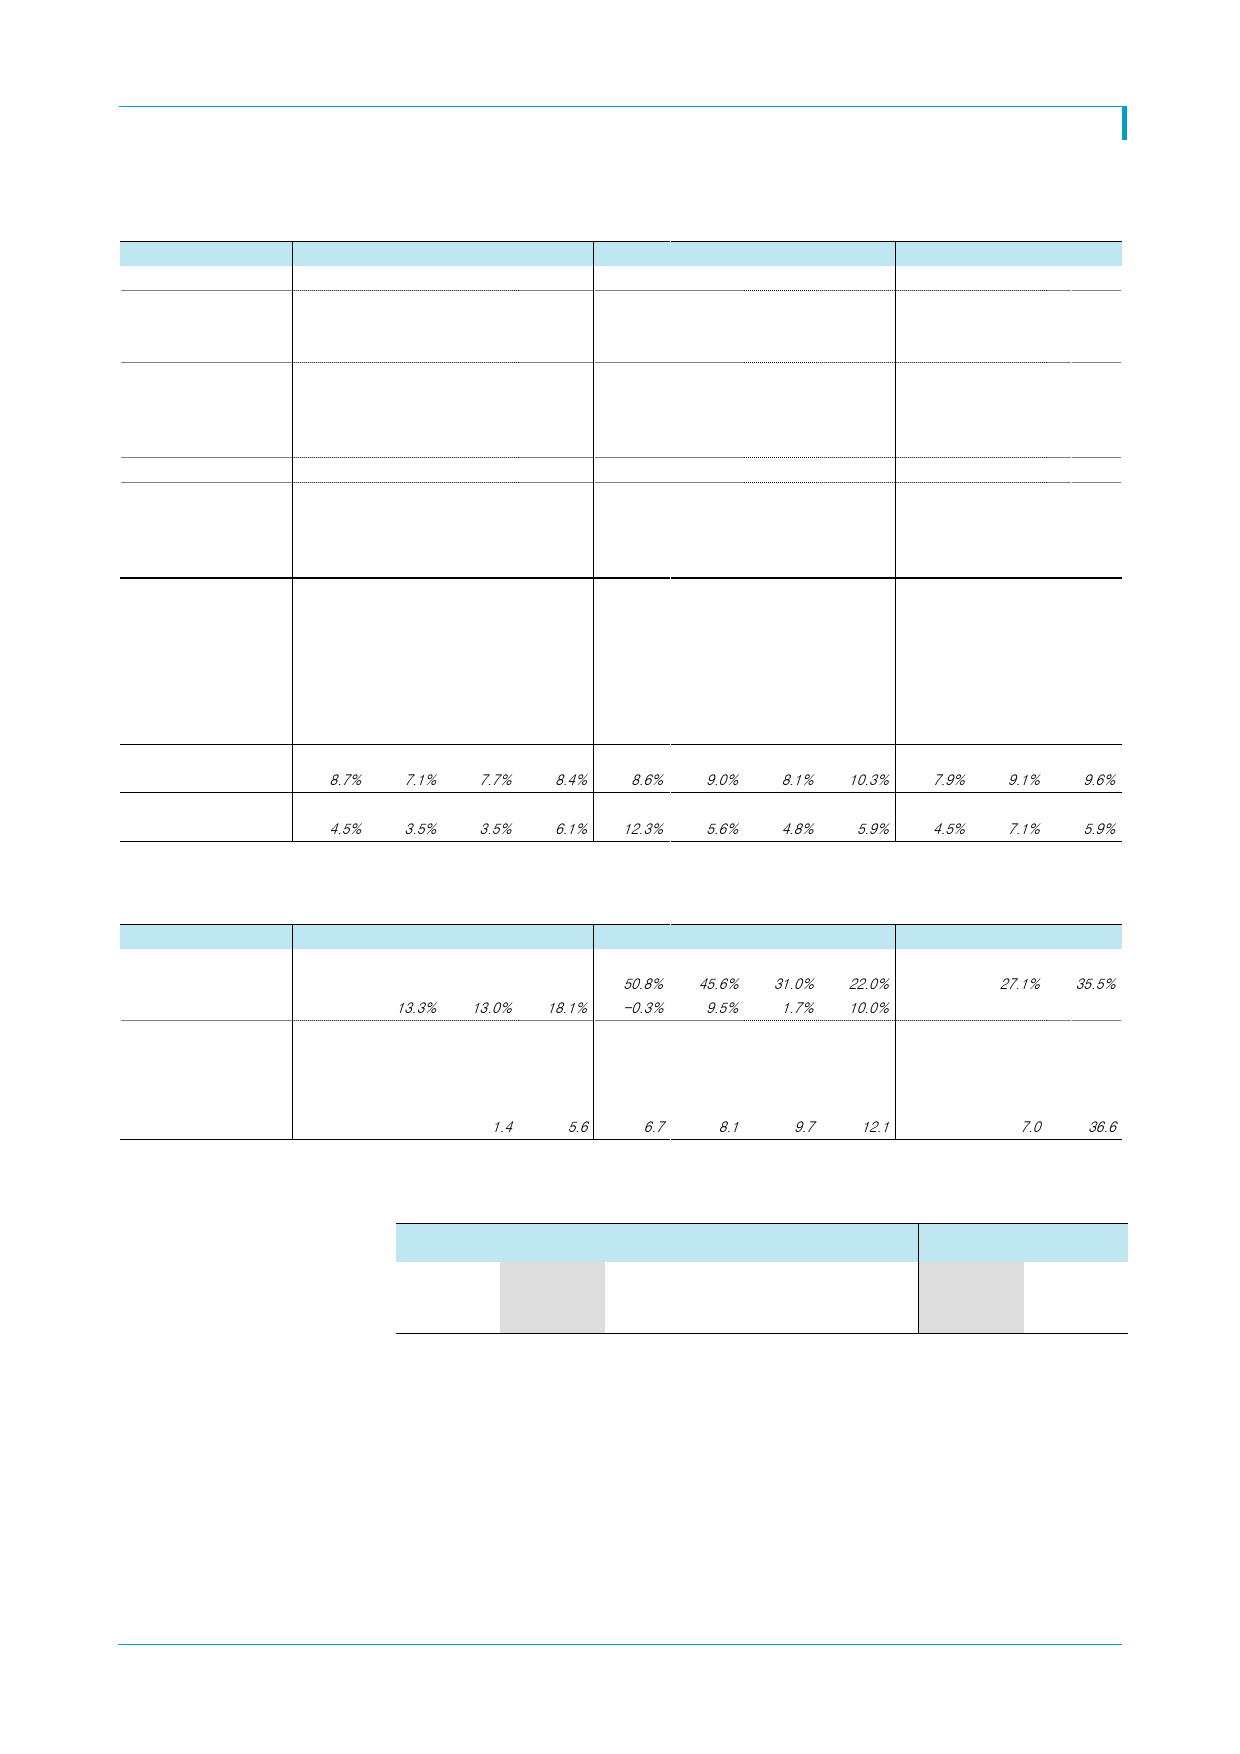 8.7% 7.1% 7.7% 8.4% 8.6% 9.0% 8.1% 10.3% 7.9% 9.1% 9.6%
4.5% 3.5% 3.5% 6.1% 12.3% 5.6% 4.8% 5.9% 4.5% 7.1% 5.9%
50.8% 45.6% 31.0% 22.0% 27.1% 35.5%
13.3% 13.0% 18.1% -0.3% 9.5% 1.7% 10.0%
1.4 5.6 6.7 8.1 9.7 12.1 7.0 36.6